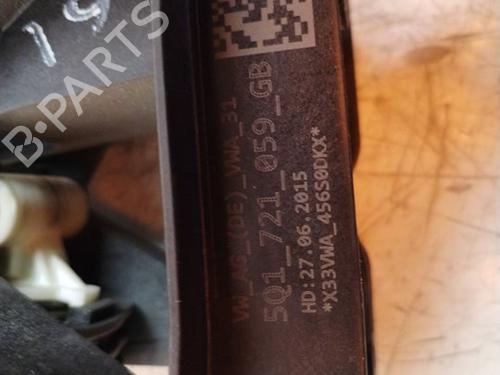 VW_AG_(DE)_VWA_31
5Q1_721_059_GB
HD:27.06.2015
*X33VWA_456S0DKX*
B-PARTS